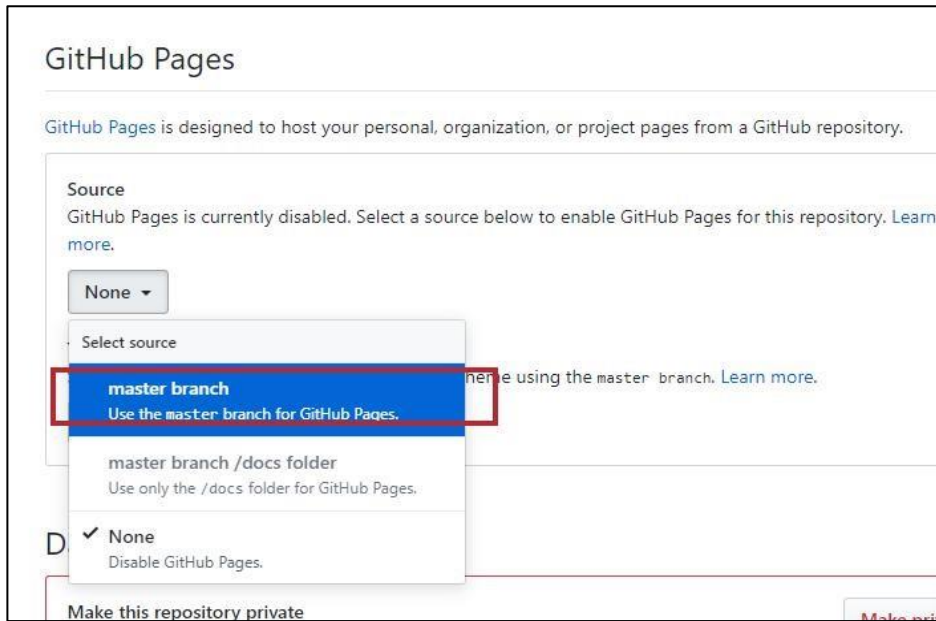 GitHub Pages
GitHub Pages is designed to host your personal, organization, or project pages from a GitHub repository.
Source
GitHub Pages is currently disabled. Select a source below to enable GitHub Pages for this repository. Learn
more.
None
Select source
master branch
Use the master branch for GitHub Pages.
using the master branch. Learn more.
master branch /docs folder
Use only the /docs folder for GitHub Pages.
None
Disable GitHub Pages.
Make this repository private
Make